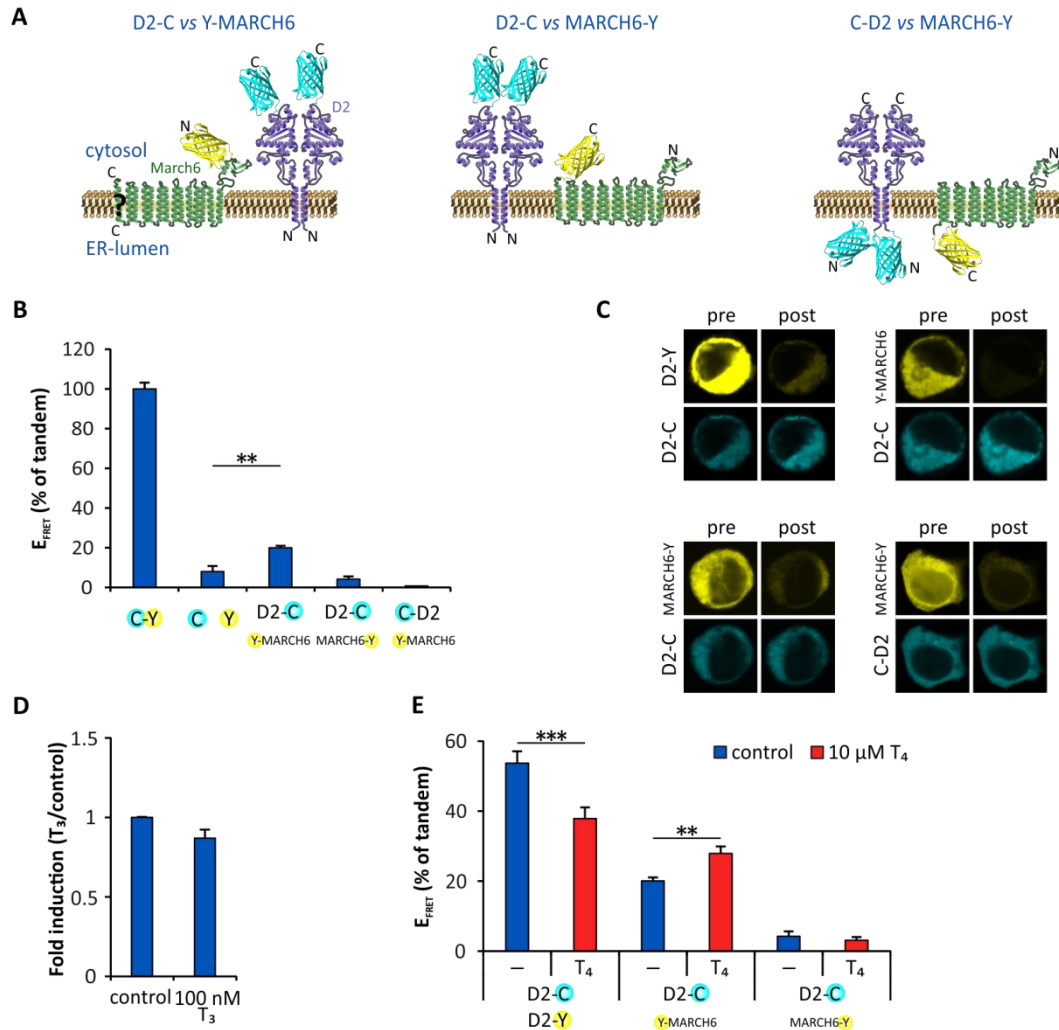 A
D2-C vs Y-MARCH6
D2-C vs MARCH6-Y
C-D2 vs MARCH6-Y
C
C
D2
N
cytosol
March6
C
?
C
ER-lumen
N N
C C
C
N
N N
C C
N
N
N
C
B
E_FRET (% of tandem)
120
100
80
60
40
20
0
**
C-Y
C Y
D2-C
Y-MARCH6
D2-C
MARCH6-Y
C-D2
Y-MARCH6
C
pre post
D2-Y
D2-C
pre post
Y-MARCH6
D2-C
pre post
MARCH6-Y
D2-C
pre post
MARCH6-Y
C-D2
D
Fold induction (T₃/control)
1.5
1
0.5
0
control
100 nM
T₃
E
E_FRET (% of tandem)
60
40
20
0
control
10 µM T₄
***
**
– T₄ – T₄ – T₄
D2-C D2-C D2-C
D2-Y Y-MARCH6 MARCH6-Y